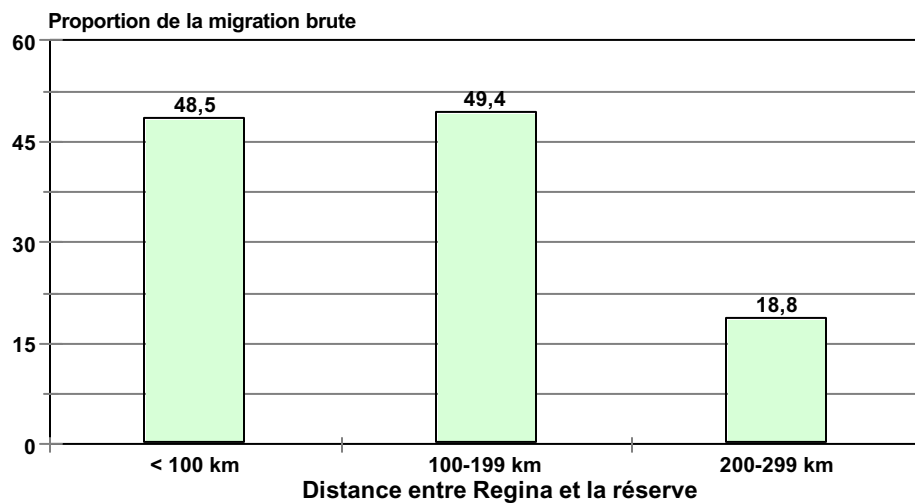 Proportion de la migration brute
60
45
30
15
0
48,5
49,4
18,8
< 100 km
100-199 km
200-299 km
Distance entre Regina et la réserve